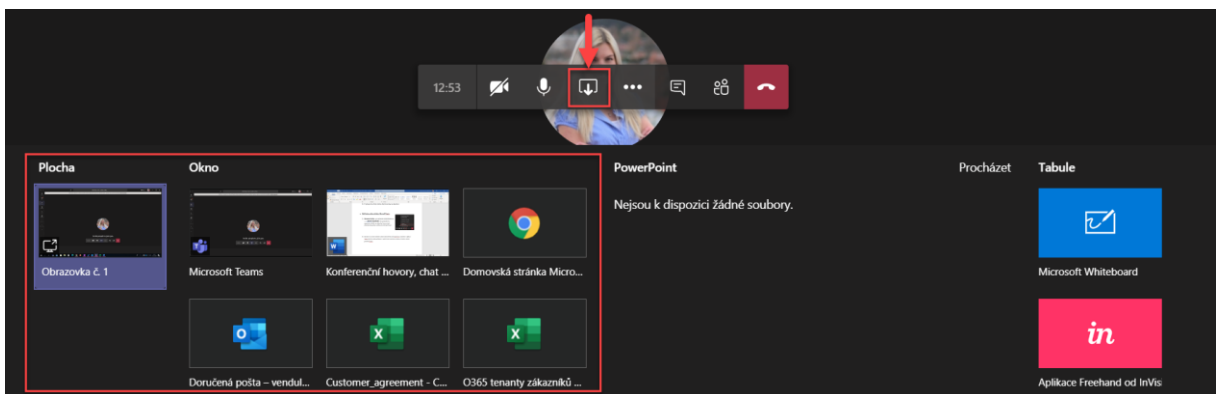 12:53
Plocha
Okno
PowerPoint
Procházet
Tabule
Nejsou k dispozici žádné soubory.
Obrazovka č. 1
Microsoft Teams
Konferenční hovory, chat ...
Domovská stránka Micro...
Microsoft Whiteboard
in
Doručená pošta – vendul...
Customer_agreement - C...
O365 tenanty zákazníků ...
Aplikace Freehand od InVis